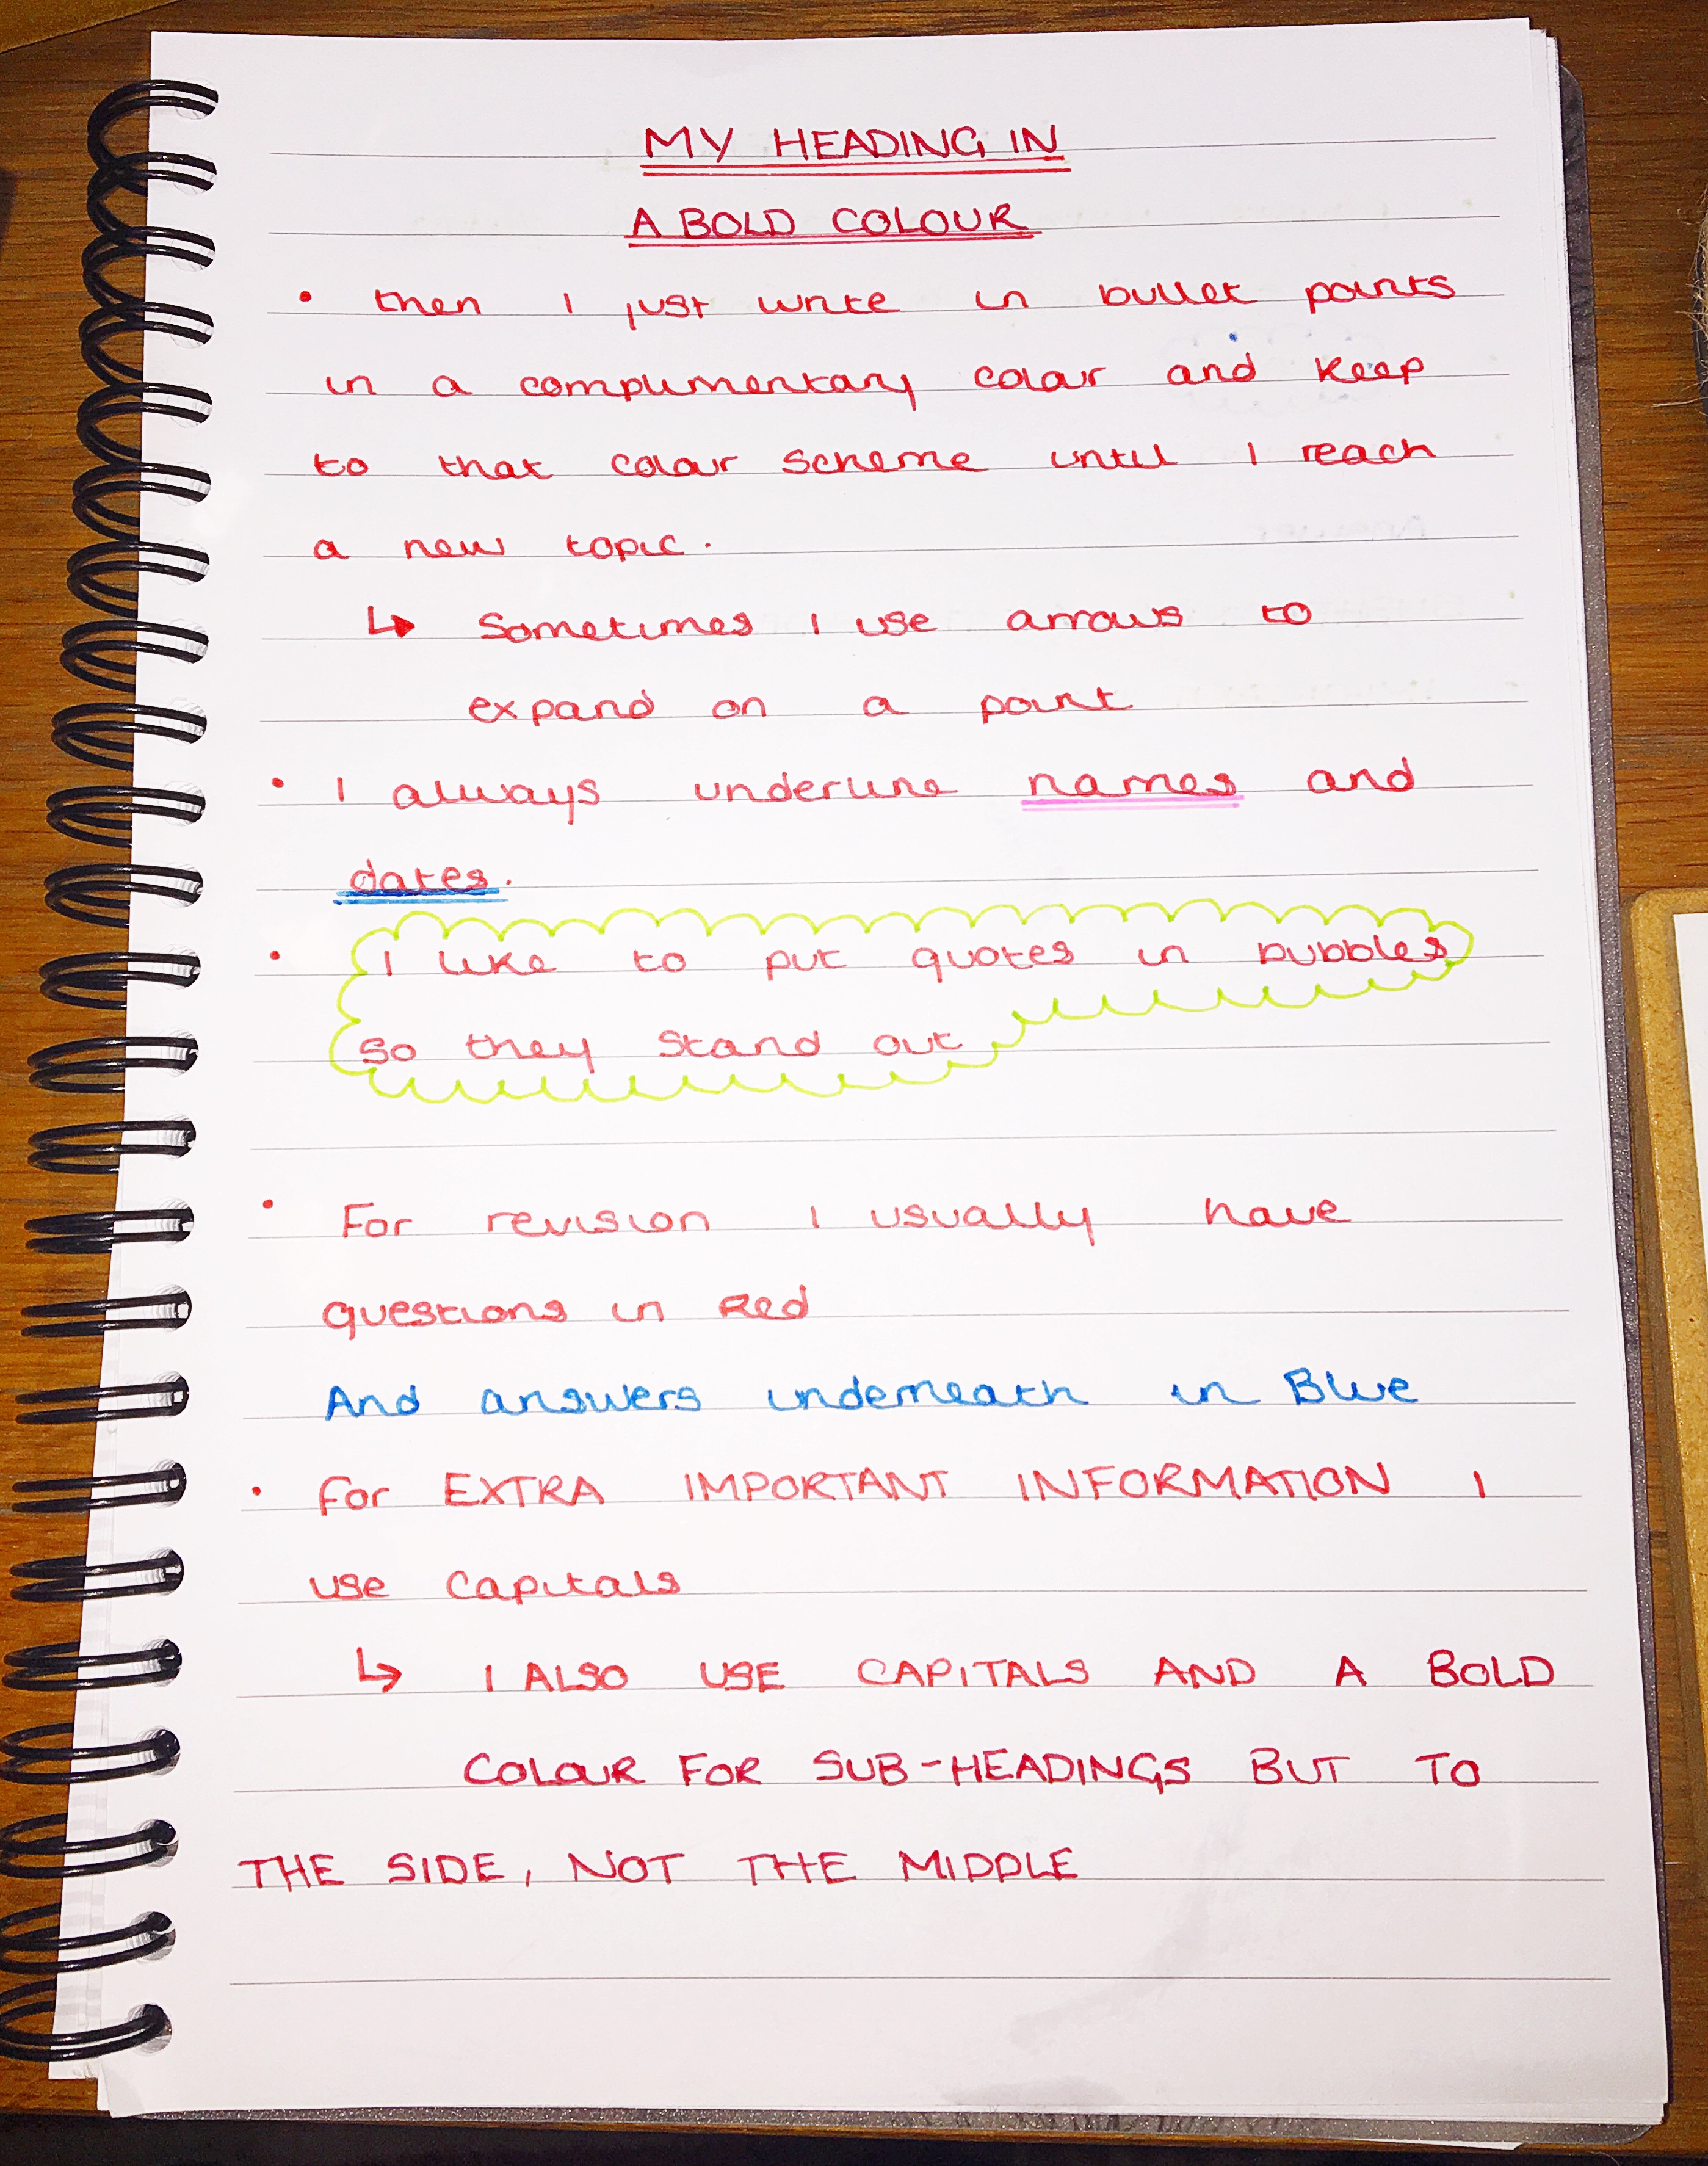 MY HEADING IN
A BOLD COLOUR
• then I just write in bullet points
in a complimentary colour and keep
to that colour scheme until I reach
a new topic.
↳ Sometimes I use arrows to
expand on a point
• I always underline names and
dates.
• I like to put quotes in bubbles
so they stand out
• For revision I usually have
questions in Red
And answers underneath in Blue
• for EXTRA IMPORTANT INFORMATION I
use capitals
↳ I ALSO USE CAPITALS AND A BOLD
COLOUR FOR SUB-HEADINGS BUT TO
THE SIDE, NOT THE MIDDLE